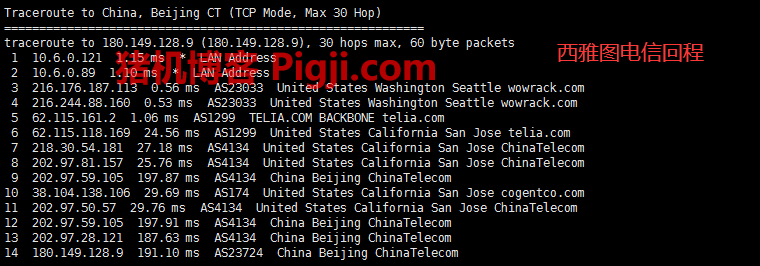 Traceroute to China, Beijing CT (TCP Mode, Max 30 Hop)
============================================================
traceroute to 180.149.128.9 (180.149.128.9), 30 hops max, 60 byte packets
西雅图电信回程
1 10.6.0.121 1.15 ms * LAN Address
2 10.6.0.89 1.10 ms * LAN Address
猪机博客 Pigji.com
3 216.176.187.113 0.56 ms AS23033 United States Washington Seattle wowrack.com
4 216.244.88.160 0.53 ms AS23033 United States Washington Seattle wowrack.com
5 62.115.161.2 1.06 ms AS1299 TELIA.COM BACKBONE telia.com
6 62.115.118.169 24.56 ms AS1299 United States California San Jose telia.com
7 218.30.54.181 27.18 ms AS4134 United States California San Jose ChinaTelecom
8 202.97.81.157 25.76 ms AS4134 United States California San Jose ChinaTelecom
9 202.97.59.105 197.87 ms AS4134 China Beijing ChinaTelecom
10 38.104.138.106 29.69 ms AS174 United States California San Jose cogentco.com
11 202.97.50.57 29.76 ms AS4134 United States California San Jose ChinaTelecom
12 202.97.59.105 197.91 ms AS4134 China Beijing ChinaTelecom
13 202.97.28.121 187.63 ms AS4134 China Beijing ChinaTelecom
14 180.149.128.9 191.10 ms AS23724 China Beijing ChinaTelecom